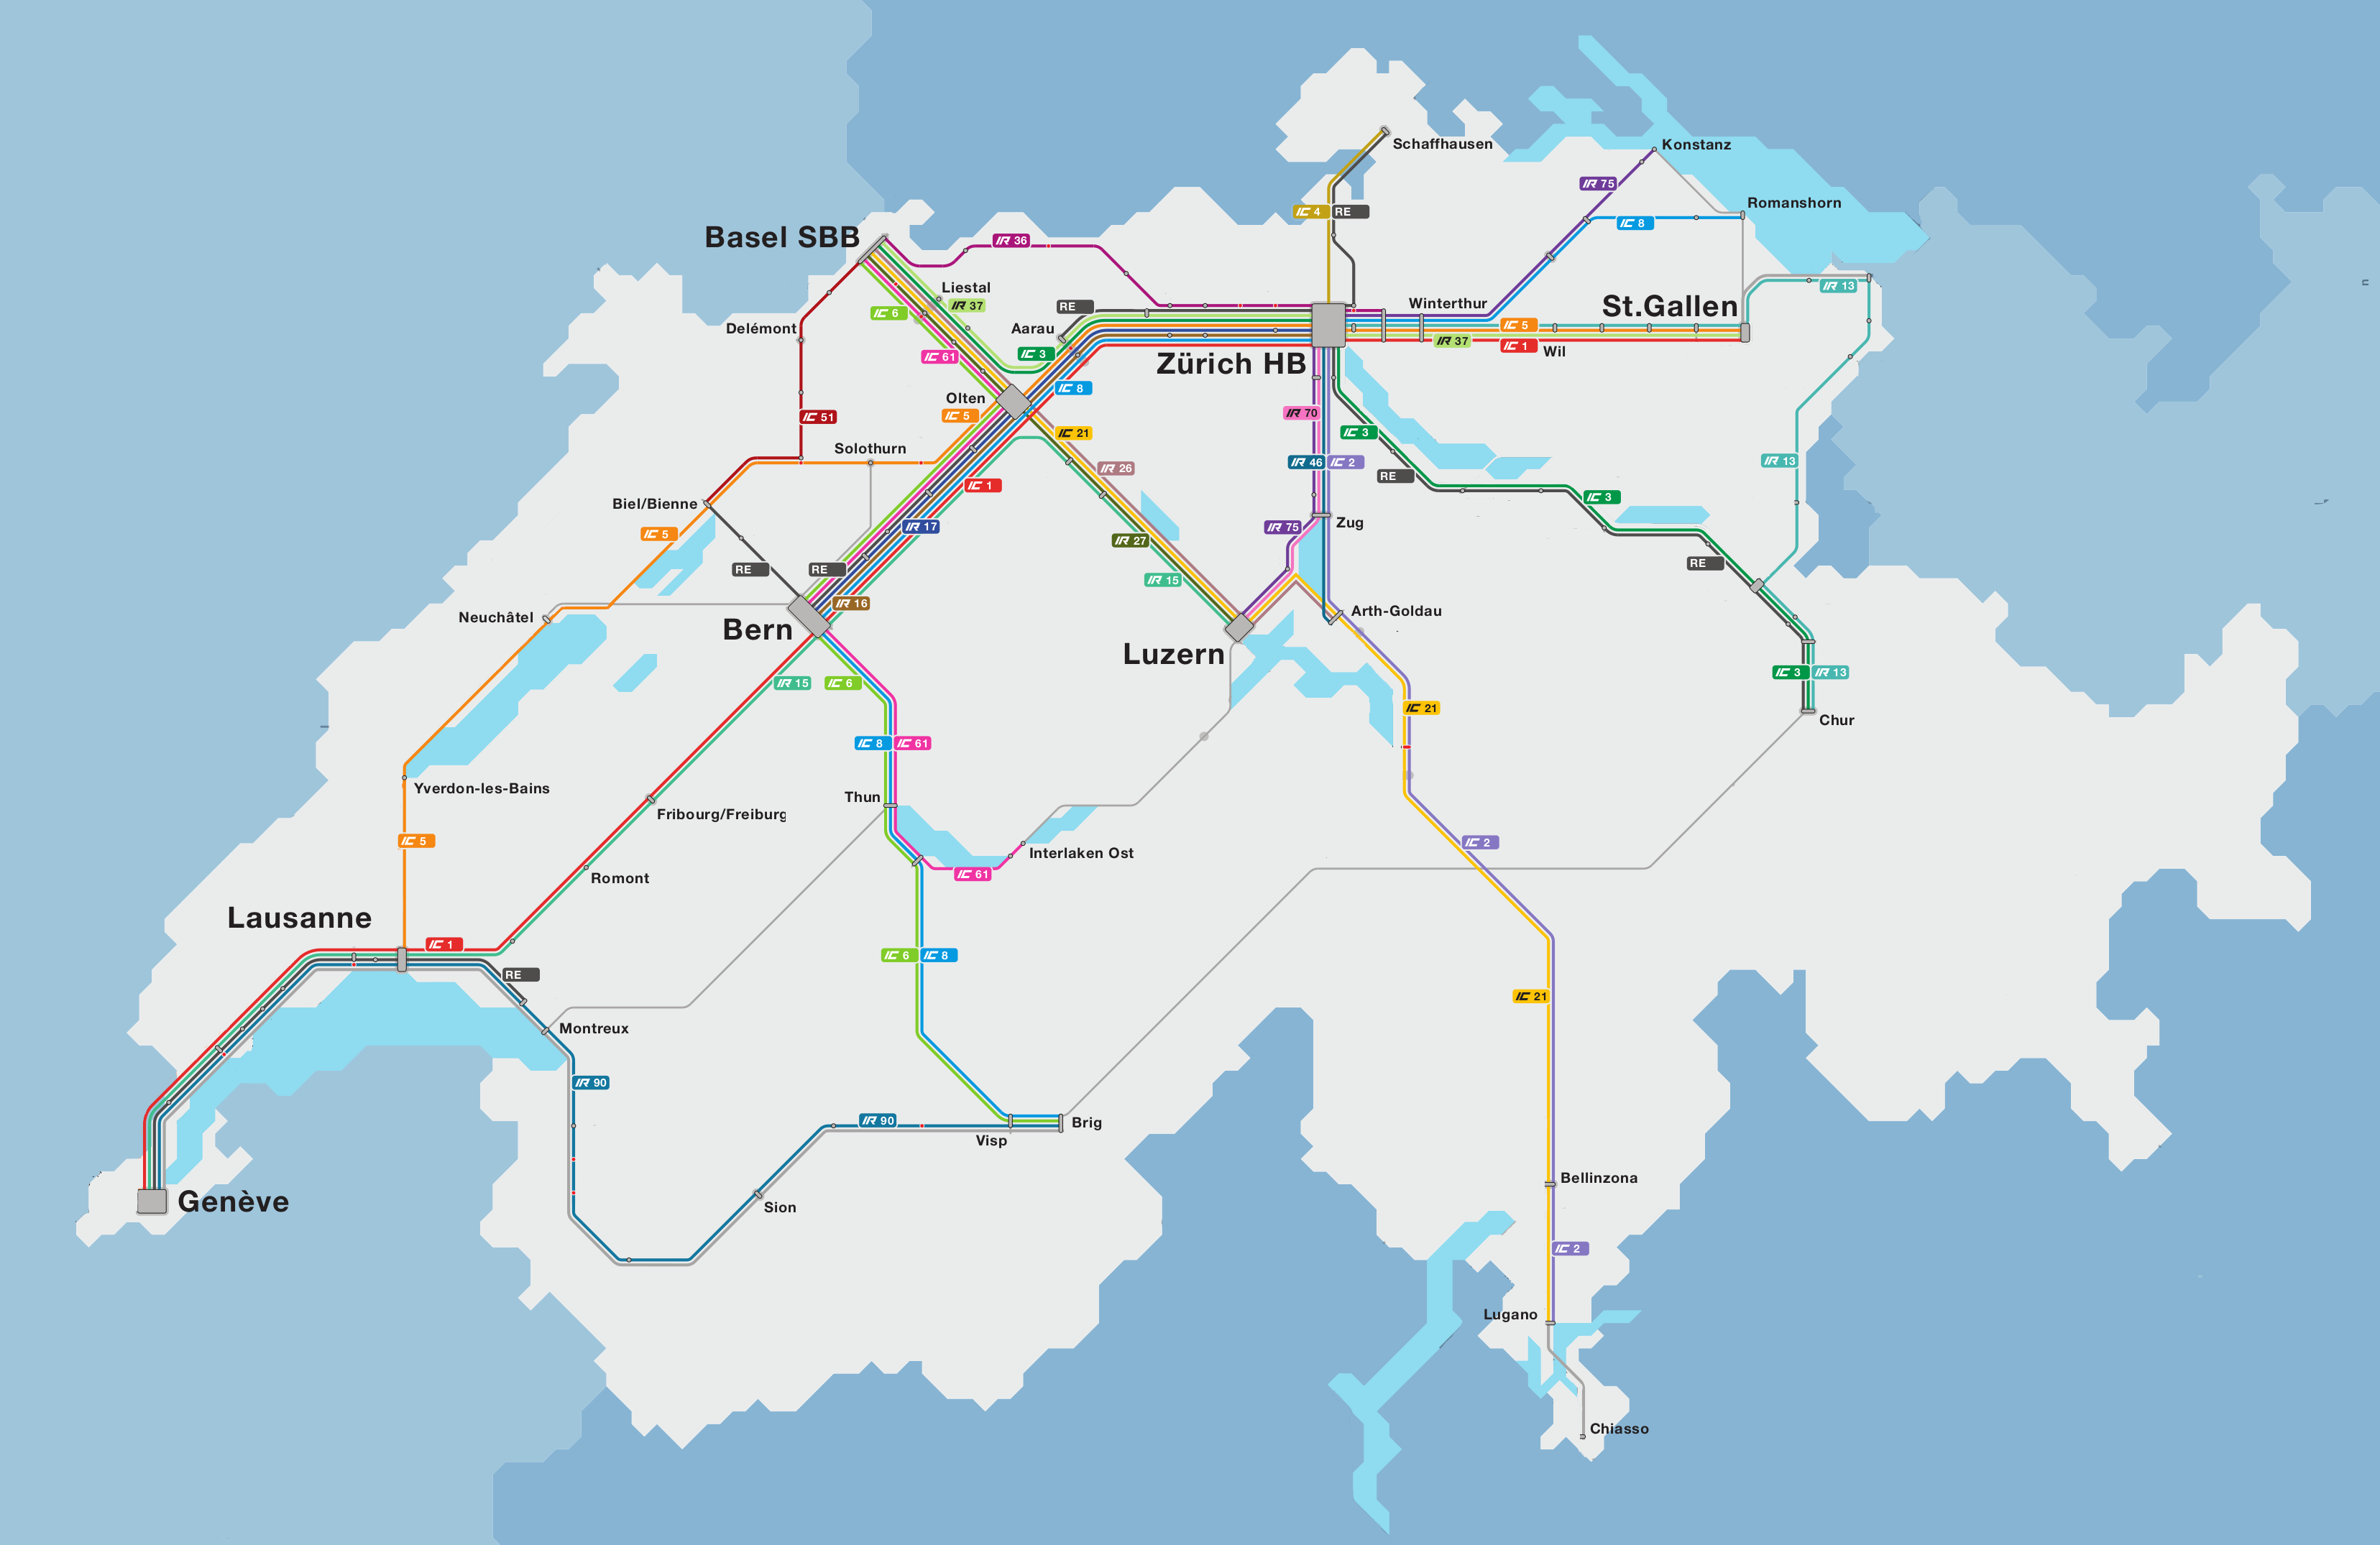 Schaffhausen
Konstanz
IR 75
Romanshorn
IC 4 RE
IC 8
Basel SBB
IR 36
IR 13
Liestal
IR 37
RE
Winterthur
St.Gallen
IC 6
Delémont
Aarau
IC 5
IC 3
IR 37
IC 1
Wil
IC 61
Zürich HB
IC 8
Olten
IC 5
IR 70
IC 51
IC 21
IC 3
Solothurn
IR 26
IR 46 IC 2
IR 13
RE
IC 1
IC 3
Biel/Bienne
IR 17
IR 75
Zug
IC 5
IR 27
RE
RE
RE
IR 15
IR 16
Neuchâtel
Arth-Goldau
Bern
Luzern
IR 15
IC 6
IC 3 IR 13
IC 21
Chur
IC 8 IC 61
Yverdon-les-Bains
Thun
Fribourg/Freiburg
IC 5
IC 2
Interlaken Ost
Romont
IC 61
Lausanne
IC 1
IC 6 IC 8
RE
IC 21
Montreux
IR 90
IR 90
Brig
Visp
Bellinzona
Genève
Sion
IC 2
Lugano
Chiasso